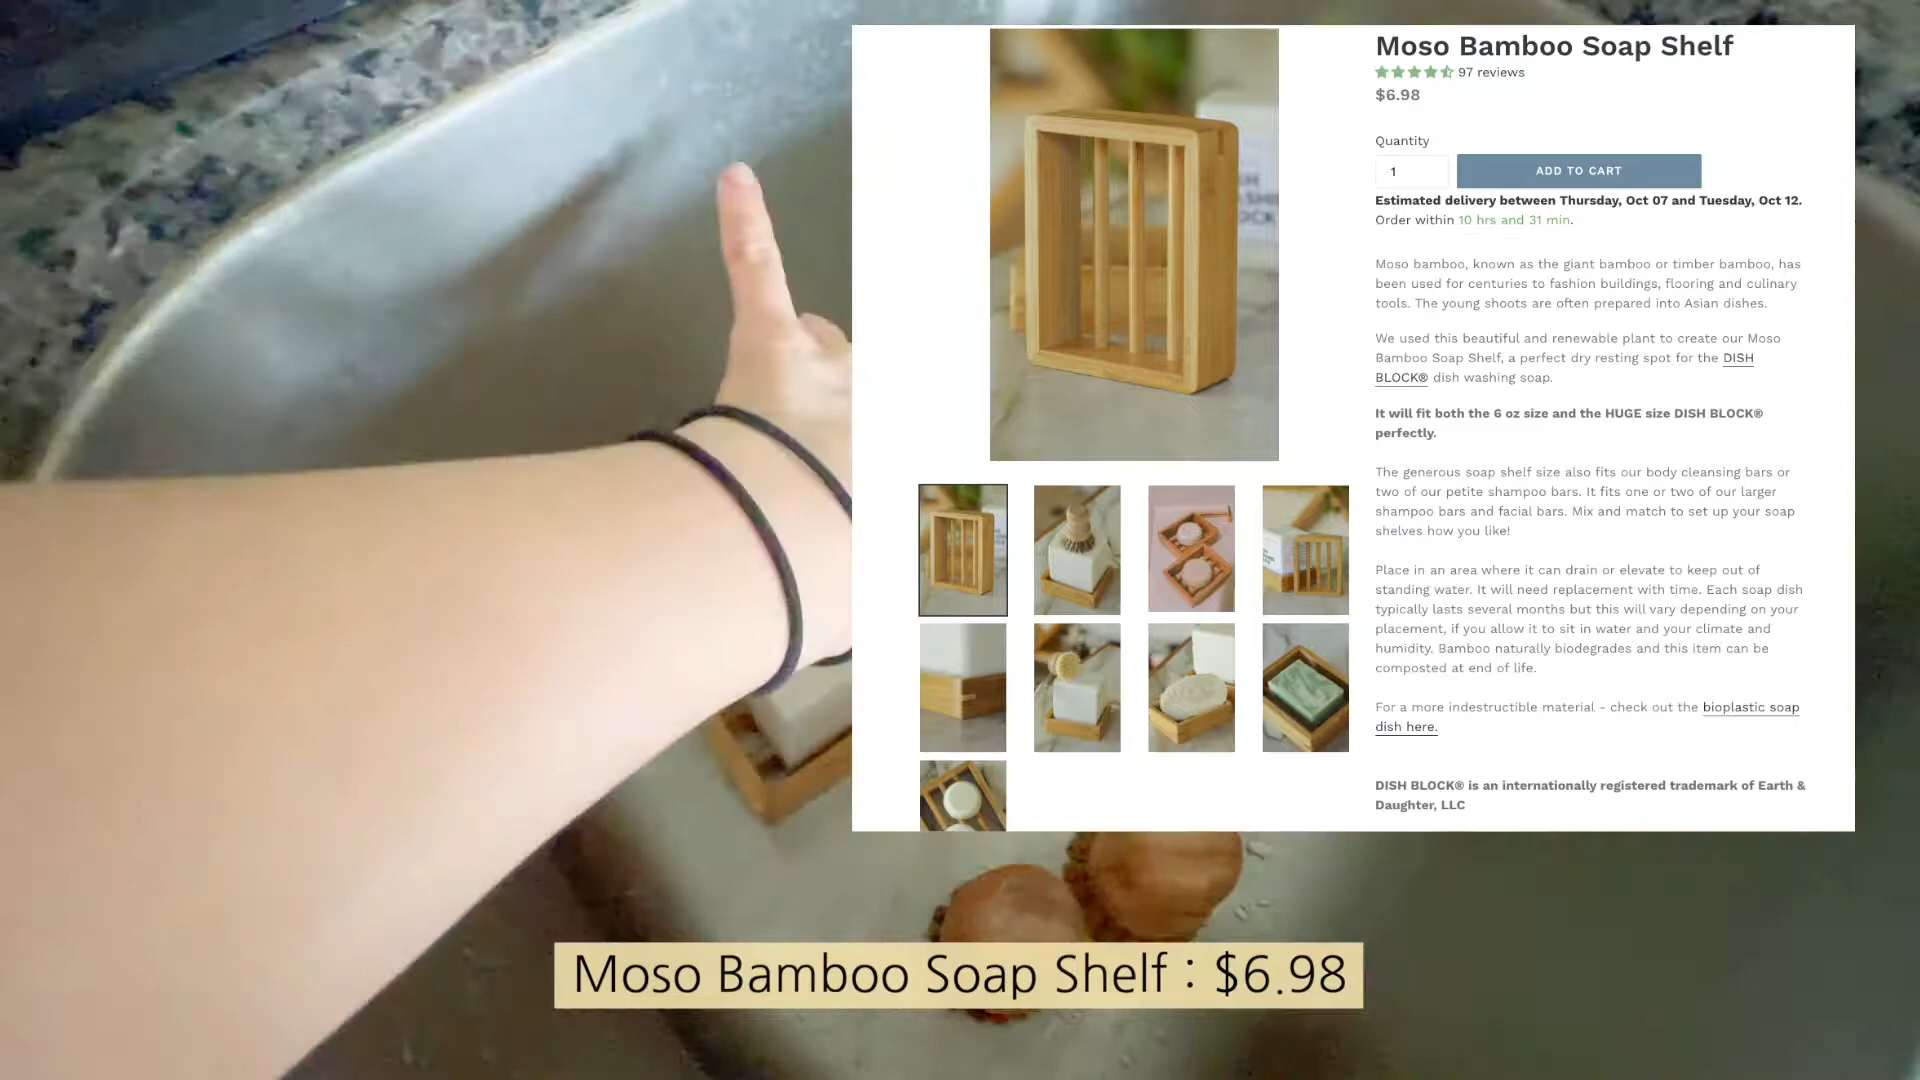 Moso Bamboo Soap Shelf
97 reviews
$6.98
Quantity
1
ADD TO CART
Estimated delivery between Thursday, Oct 07 and Tuesday, Oct 12.
Order within 10 hrs and 31 min.
Moso bamboo, known as the giant bamboo or timber bamboo, has
been used for centuries to fashion buildings, flooring and culinary
tools. The young shoots are often prepared into Asian dishes.
We used this beautiful and renewable plant to create our Moso
Bamboo Soap Shelf, a perfect dry resting spot for the DISH
BLOCK® dish washing soap.
It will fit both the 6 oz size and the HUGE size DISH BLOCK®
perfectly.
The generous soap shelf size also fits our body cleansing bars or
two of our petite shampoo bars. It fits one or two of our larger
shampoo bars and facial bars. Mix and match to set up your soap
shelves how you like!
Place in an area where it can drain or elevate to keep out of
standing water. It will need replacement with time. Each soap dish
typically lasts several months but this will vary depending on your
placement, if you allow it to sit in water and your climate and
humidity. Bamboo naturally biodegrades and this item can be
composted at end of life.
For a more indestructible material - check out the bioplastic soap
dish here.
DISH BLOCK® is an internationally registered trademark of Earth &
Daughter, LLC
Moso Bamboo Soap Shelf : $6.98